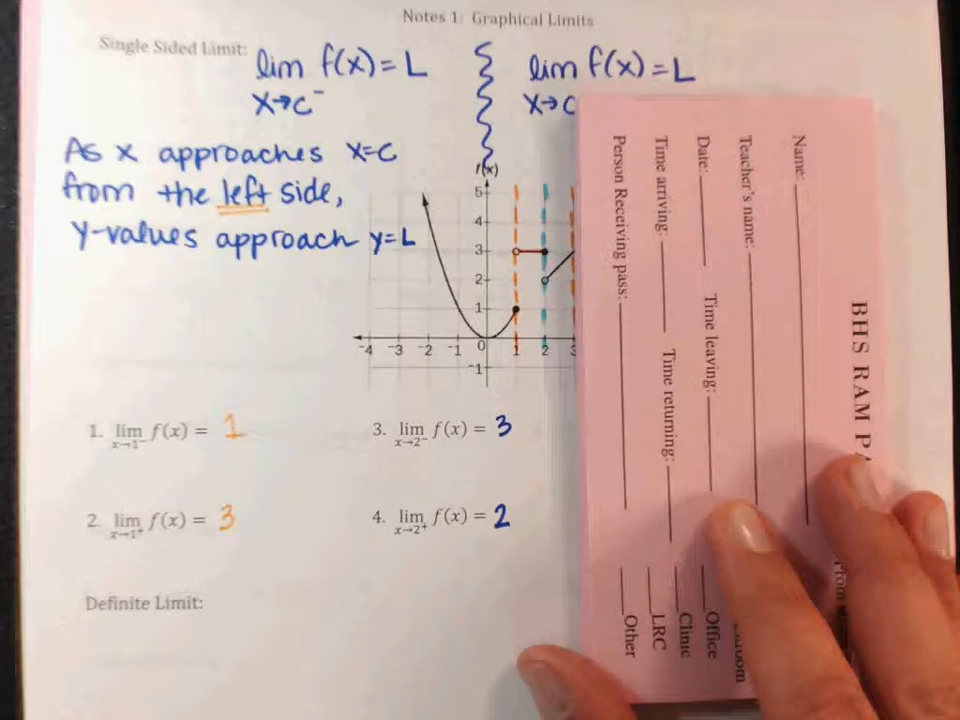 Notes 1: Graphical Limits
Single Sided Limit:
lim f(x) = L
x→c⁻
lim f(x) = L
x→c
As x approaches x=c
from the left side,
y-values approach y=L
f(x)
5
4
3
2
1
-4 -3 -2 -1 0 1 2 3
-1
1. lim f(x) = 1
x→1⁻
2. lim f(x) = 3
x→1⁺
3. lim f(x) = 3
x→2⁻
4. lim f(x) = 2
x→2⁺
Definite Limit:
BHS RAM
Name:
Teacher's name:
Date: Time leaving:
Time arriving: Time returning:
Person Receiving pass:
Office
Clinic
LRC
Other